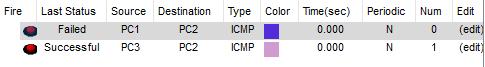 Fire Last Status Source Destination Type Color Time(sec) Periodic Num Edit
Failed PC1 PC2 ICMP 0.000 N 0 (edit)
Successful PC3 PC2 ICMP 0.000 N 1 (edit)